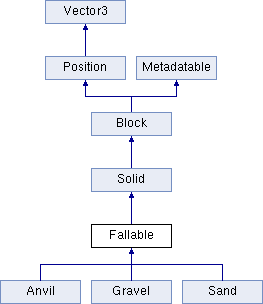 Vector3
Position
Metadatable
Block
Solid
Fallable
Anvil
Gravel
Sand